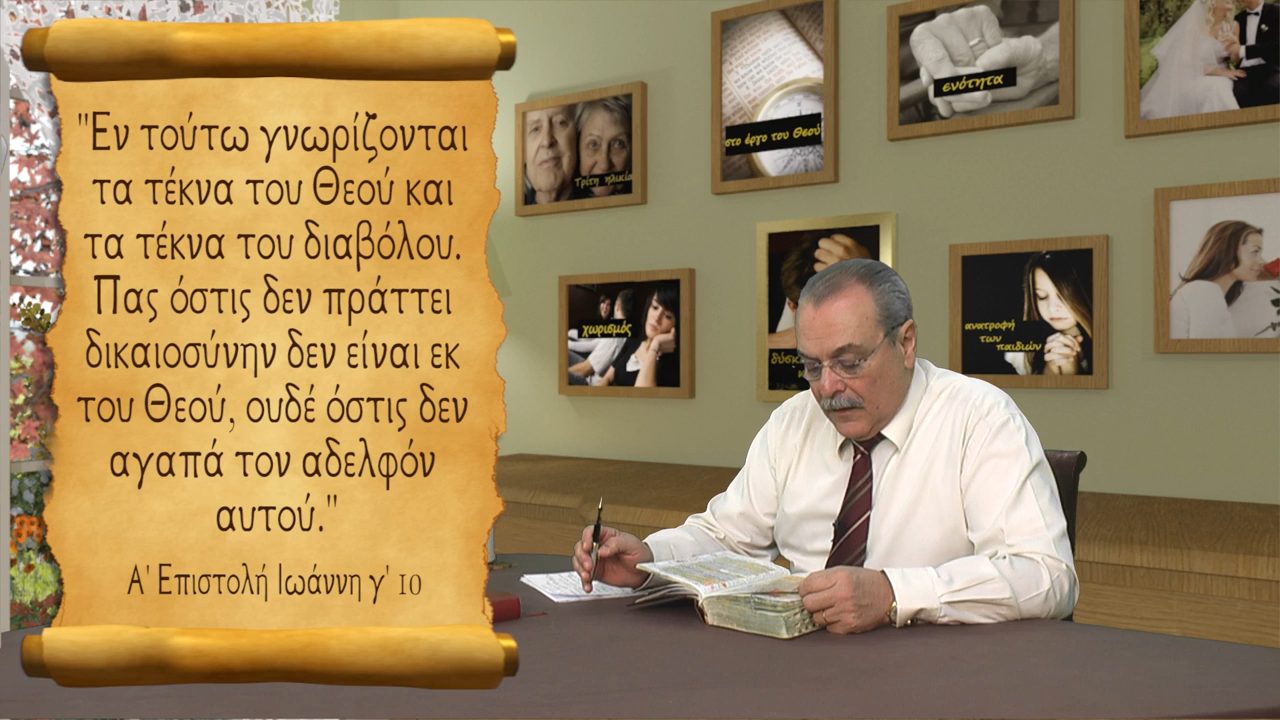 "Εν τούτω γνωρίζονται
τα τέκνα του Θεού και
τα τέκνα του διαβόλου.
Πας όστις δεν πράττει
δικαιοσύνην δεν είναι εκ
του Θεού, ουδέ όστις δεν
αγαπά τον αδελφόν
αυτού."
Α' Επιστολή Ιωάννη γ' 10
Τρίτη ηλικία
στο έργο του Θεού
ενότητα
χωρισμός
ανατροφή
των
παιδιών